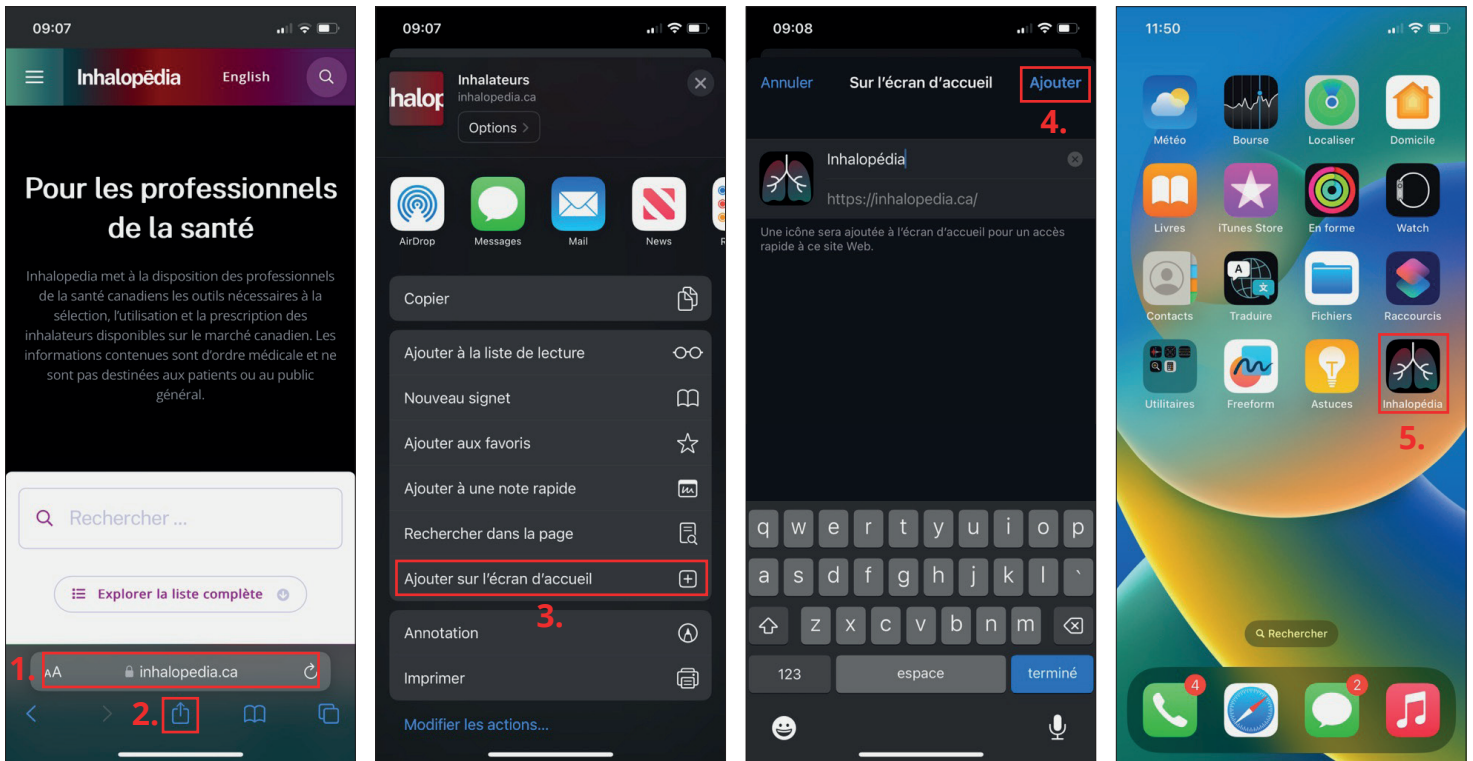 09:07
Inhalopēdia English
Pour les professionnels
de la santé
Inhalopedia met à la disposition des professionnels
de la santé canadiens les outils nécessaires à la
sélection, l'utilisation et la prescription des
inhalateurs disponibles sur le marché canadien. Les
informations contenues sont d'ordre médicale et ne
sont pas destinées aux patients ou au public
général.
Rechercher ...
Explorer la liste complète
1. AA inhalopedia.ca
2.
09:07
halop
Inhalateurs
inhalopedia.ca
Options >
AirDrop Messages Mail News R
Copier
Ajouter à la liste de lecture
Nouveau signet
Ajouter aux favoris
Ajouter à une note rapide
Rechercher dans la page
Ajouter sur l'écran d'accueil
3.
Annotation
Imprimer
Modifier les actions...
09:08
Annuler Sur l'écran d'accueil Ajouter
4.
Inhalopédia
https://inhalopedia.ca/
Une icône sera ajoutée à l'écran d'accueil pour un accès
rapide à ce site Web.
q w e r t y u i o p
a s d f g h j k l `
z x c v b n m
123 espace terminé
11:50
Météo Bourse Localiser Domicile
Livres iTunes Store En forme Watch
Contacts Traduire Fichiers Raccourcis
Utilitaires Freeform Astuces Inhalopédia
5.
Rechercher
4 2